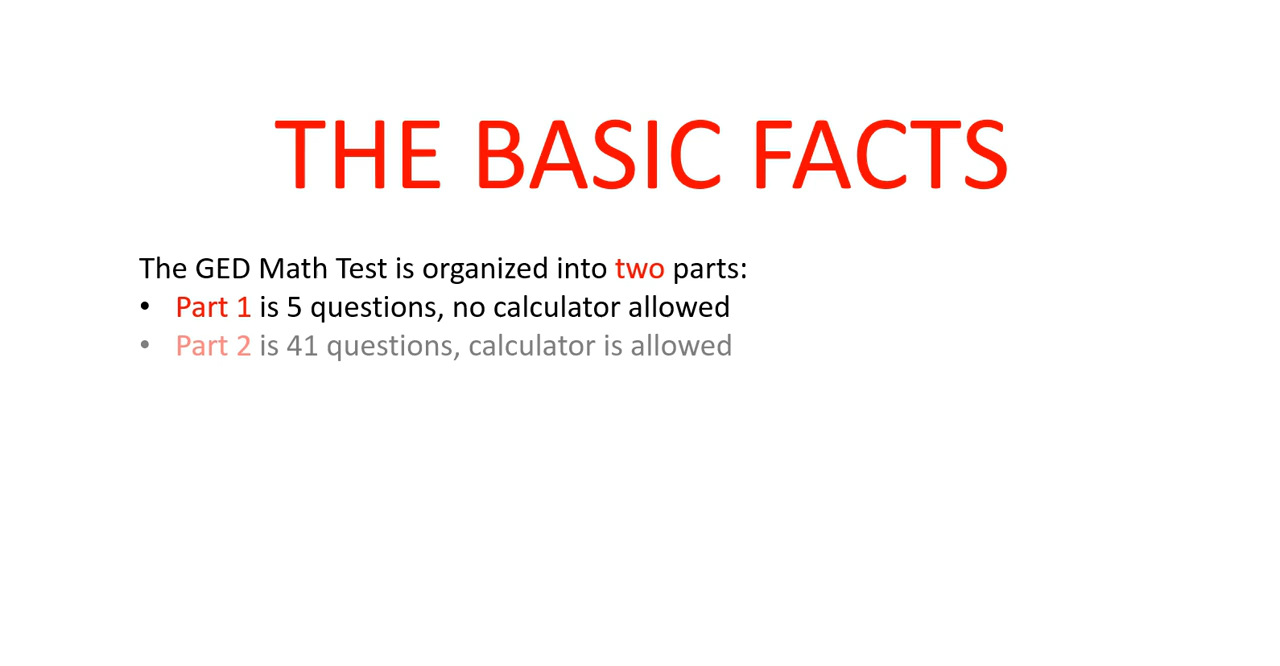 THE BASIC FACTS
The GED Math Test is organized into two parts:
• Part 1 is 5 questions, no calculator allowed
• Part 2 is 41 questions, calculator is allowed